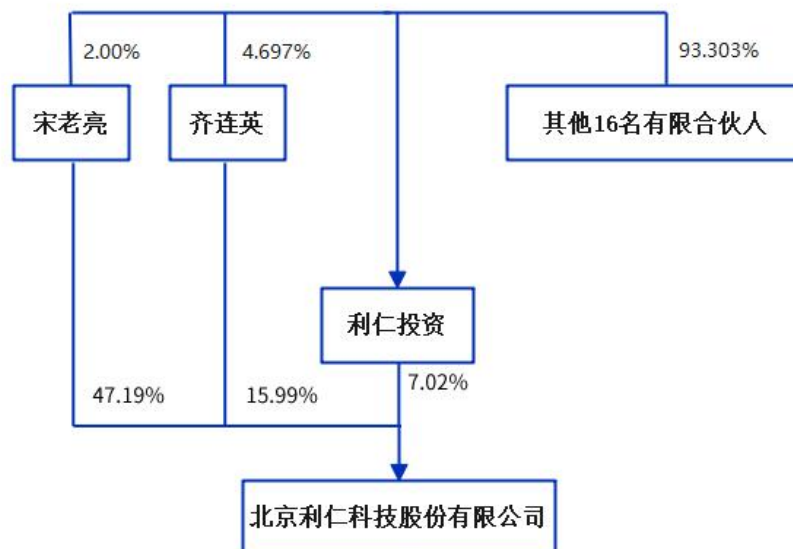 2.00%
4.697%
93.303%
宋老亮
齐连英
其他16名有限合伙人
利仁投资
47.19%
15.99%
7.02%
北京利仁科技股份有限公司